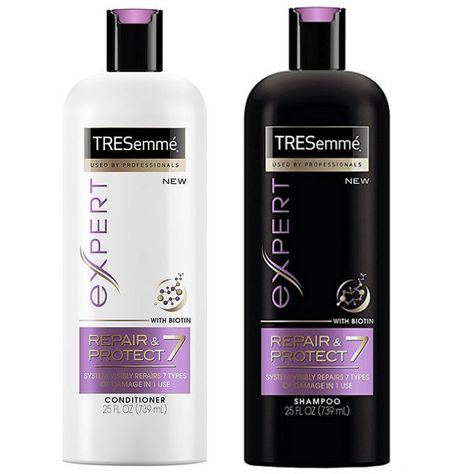 TRESemmé
USED BY PROFESSIONALS
NEW
eXPERT
WITH BIOTIN
REPAIR &
PROTECT 7
SYSTEM VISIBLY REPAIRS 7 TYPES
OF DAMAGE IN 1 USE
CONDITIONER
25 FL OZ (739 mL)
TRESemmé
USED BY PROFESSIONALS
NEW
eXPERT
WITH BIOTIN
REPAIR &
PROTECT 7
SYSTEM VISIBLY REPAIRS 7 TYPES
OF DAMAGE IN 1 USE
SHAMPOO
25 FL OZ (739 mL)